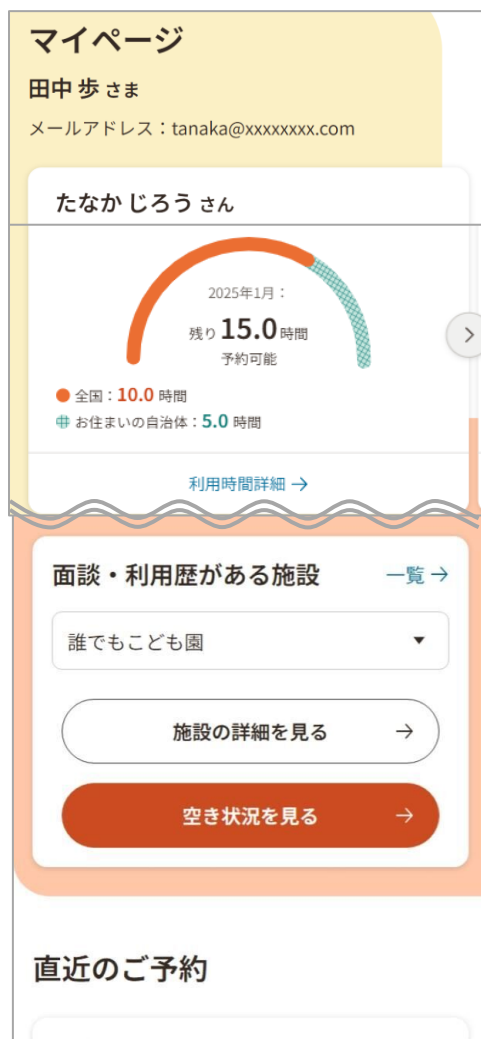 マイページ
田中 歩 さま
メールアドレス：tanaka@xxxxxxxx.com
たなか じろう さん
2025年1月：
残り 15.0 時間
予約可能
全国：10.0 時間
お住まいの自治体：5.0 時間
利用時間詳細 →
面談・利用歴がある施設 一覧 →
誰でもこども園
施設の詳細を見る →
空き状況を見る →
直近のご予約